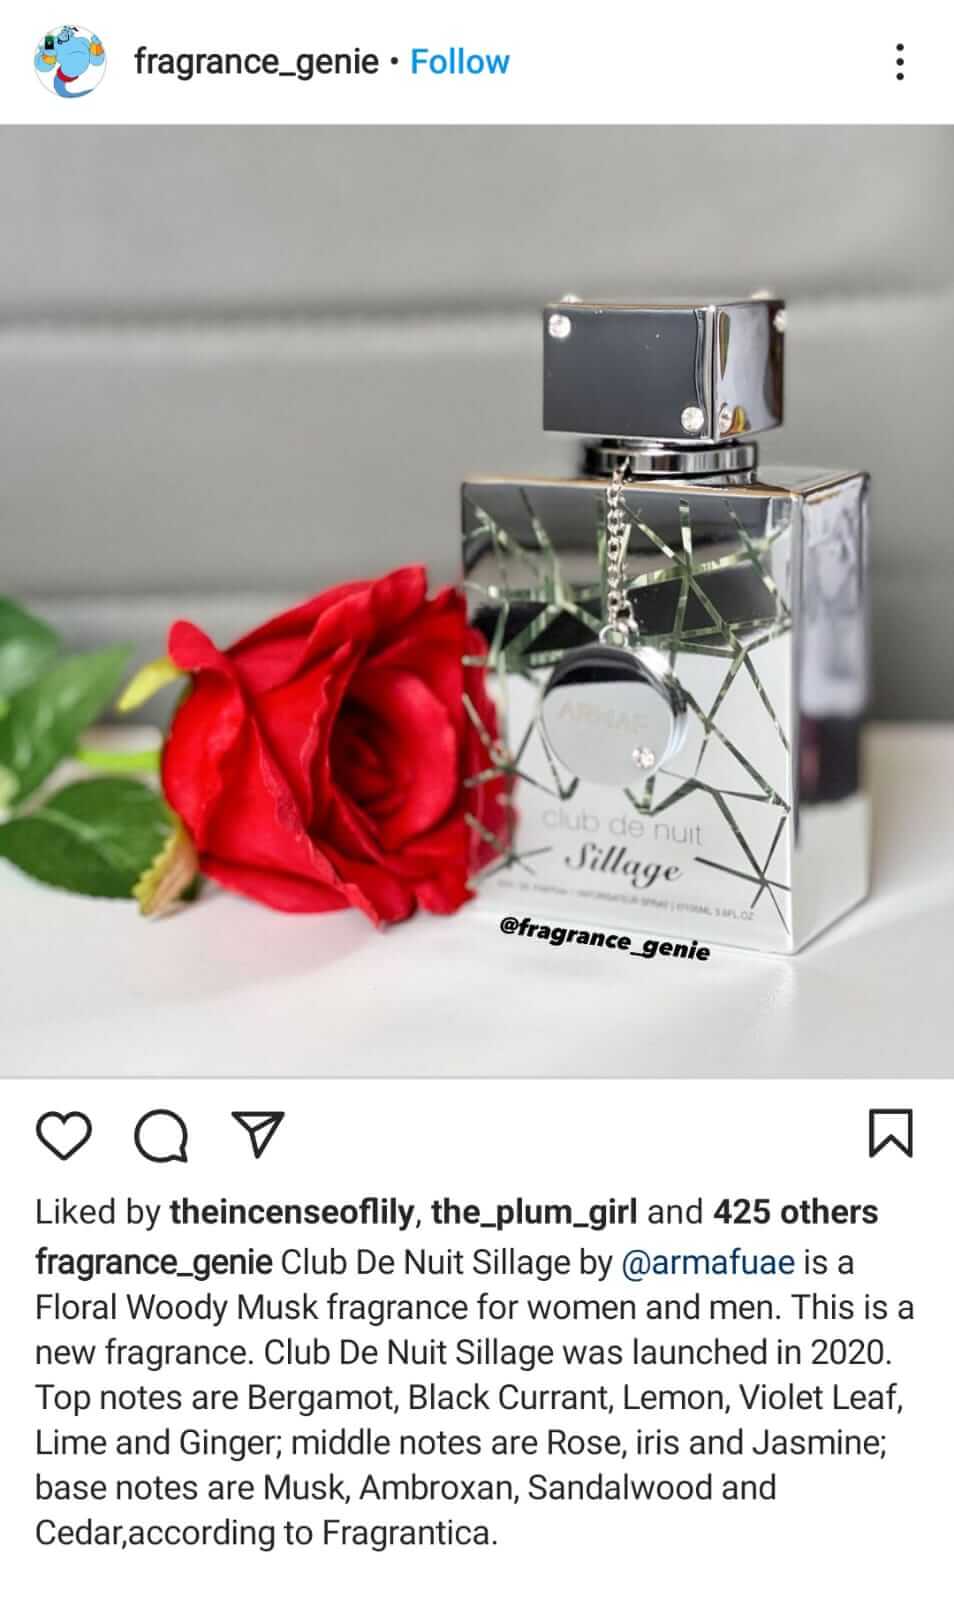 fragrance_genie • Follow
ARMAF
club de nuit
Sillage
@fragrance_genie
Liked by theincenseoflily, the_plum_girl and 425 others
fragrance_genie Club De Nuit Sillage by @armafuae is a
Floral Woody Musk fragrance for women and men. This is a
new fragrance. Club De Nuit Sillage was launched in 2020.
Top notes are Bergamot, Black Currant, Lemon, Violet Leaf,
Lime and Ginger; middle notes are Rose, iris and Jasmine;
base notes are Musk, Ambroxan, Sandalwood and
Cedar,according to Fragrantica.